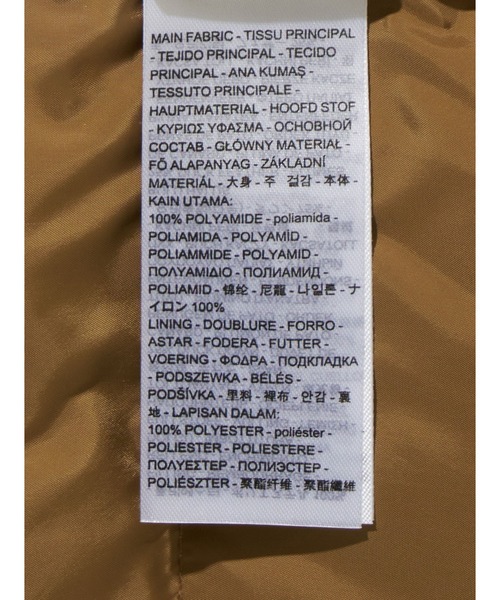 MAIN FABRIC - TISSU PRINCIPAL
- TEJIDO PRINCIPAL - TECIDO
PRINCIPAL - ANA KUMAŞ -
TESSUTO PRINCIPALE -
HAUPTMATERIAL - HOOFD STOF
- ΚΥΡΙΩΣ ΥΦΑΣΜΑ - ОСНОВНОЙ
СОСТАВ - GŁÓWNY MATERIAŁ -
FŐ ALAPANYAG - ZÁKLADNÍ
MATERIÁL - 大身 - 주 겉감 - 本体 -
KAIN UTAMA:
100% POLYAMIDE - poliamida -
POLIAMIDA - POLYAMİD -
POLIAMMIDE - POLYAMID -
ΠΟΛΥΑΜΙΔΙΟ - ПОЛИАМИД -
POLIAMID - 锦纶 - 尼龍 - 나일론 - ナ
イロン 100%
LINING - DOUBLURE - FORRO -
ASTAR - FODERA - FUTTER -
VOERING - ΦΟΔΡΑ - ПОДКЛАДКА
- PODSZEWKA - BÉLÉS -
PODŠÍVKA - 里料 - 裡布 - 안감 - 裏
地 - LAPISAN DALAM:
100% POLYESTER - poliéster -
POLIESTER - POLIESTERE -
ΠΟΛΥΕΣΤΕΡ - ПОЛИЭСТЕР -
POLIÉSZTER - 聚酯纤维 - 聚酯纖維